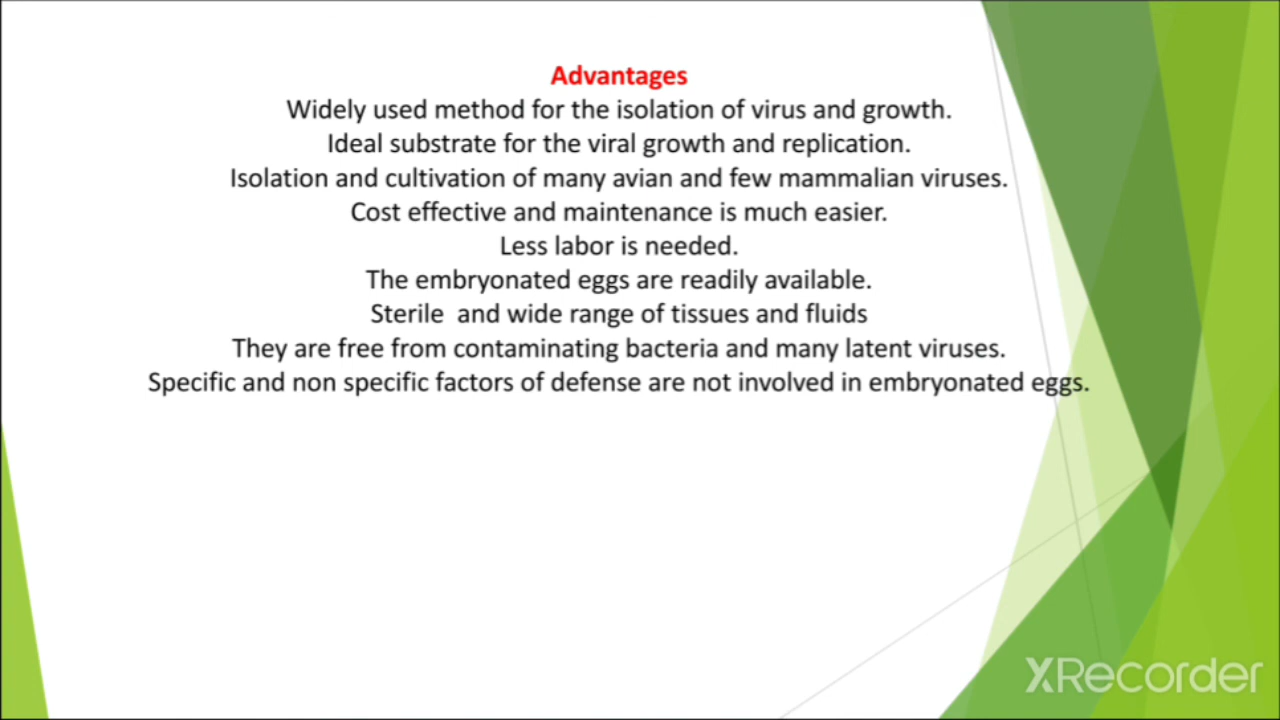 Advantages
Widely used method for the isolation of virus and growth.
Ideal substrate for the viral growth and replication.
Isolation and cultivation of many avian and few mammalian viruses.
Cost effective and maintenance is much easier.
Less labor is needed.
The embryonated eggs are readily available.
Sterile  and wide range of tissues and fluids
They are free from contaminating bacteria and many latent viruses.
Specific and non specific factors of defense are not involved in embryonated eggs.
XRecorder